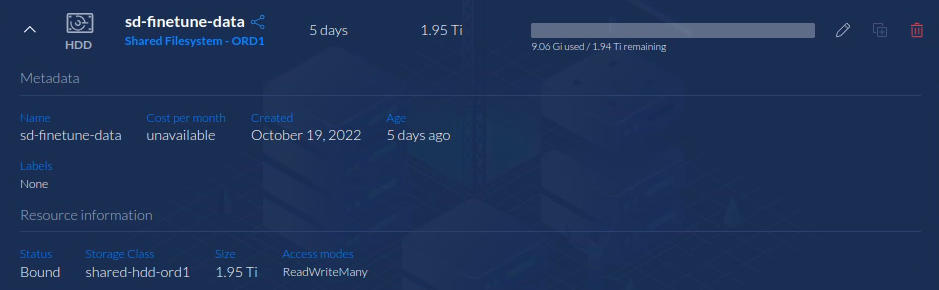 sd-finetune-data
5 days
1.95 Ti
HDD
Shared Filesystem - ORD1
9.06 Gi used / 1.94 Ti remaining
Metadata
Name Cost per month Created Age
sd-finetune-data unavailable October 19, 2022 5 days ago
Labels
None
Resource information
Status Storage Class Size Access modes
Bound shared-hdd-ord1 1.95 Ti ReadWriteMany